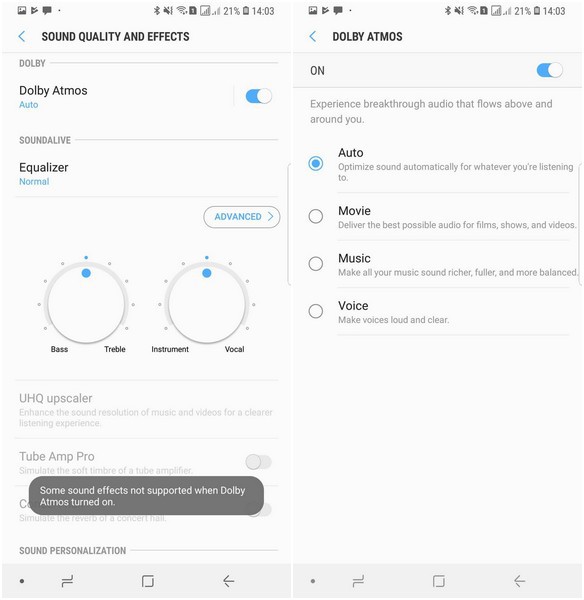 21% 14:03
SOUND QUALITY AND EFFECTS
DOLBY
Dolby Atmos
Auto
SOUNDALIVE
Equalizer
Normal
ADVANCED
Bass Treble Instrument Vocal
UHQ upscaler
Enhance the sound resolution of music and videos for a clearer
listening experience.
Tube Amp Pro
Simulate the soft timbre of a tube amplifier.
Some sound effects not supported when Dolby
Atmos turned on.
Simulate the reverb of a concert hall.
SOUND PERSONALIZATION
21% 14:03
DOLBY ATMOS
ON
Experience breakthrough audio that flows above and
around you.
Auto
Optimize sound automatically for whatever you're listening
to.
Movie
Deliver the best possible audio for films, shows, and videos.
Music
Make all your music sound richer, fuller, and more balanced.
Voice
Make voices loud and clear.